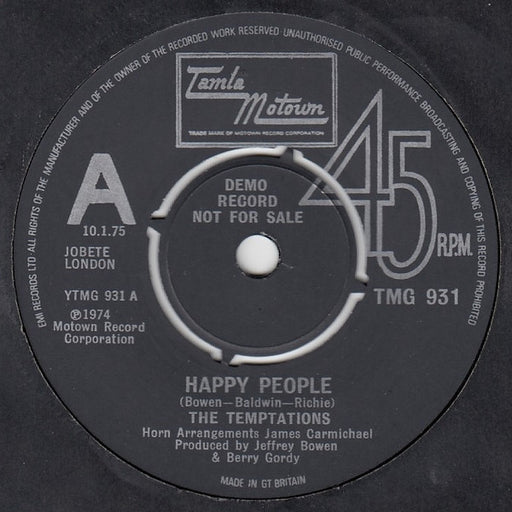 EMI RECORDS LTD·ALL RIGHTS OF THE MANUFACTURER AND OF THE OWNER OF THE RECORDED WORK RESERVED·UNAUTHORISED PUBLIC PERFORMANCE BROADCASTING AND COPYING OF THIS RECORD PROHIBITED
Tamla
Motown
TRADE MARK OF MOTOWN RECORD CORPORATION
A
10.1.75
DEMO
RECORD
NOT FOR SALE
45
R.P.M.
JOBETE
LONDON
YTMG 931 A
TMG 931
℗1974
Motown Record
Corporation
HAPPY PEOPLE
(Bowen—Baldwin—Richie)
THE TEMPTATIONS
Horn Arrangements James Carmichael
Produced by Jeffrey Bowen
& Berry Gordy
MADE IN GT BRITAIN